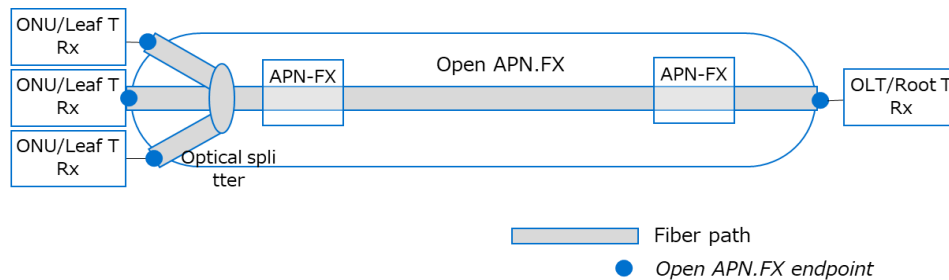 ONU/Leaf T
Rx
ONU/Leaf T
Rx
ONU/Leaf T
Rx
Optical spli
tter
APN-FX
Open APN.FX
APN-FX
OLT/Root T
Rx
Fiber path
Open APN.FX endpoint